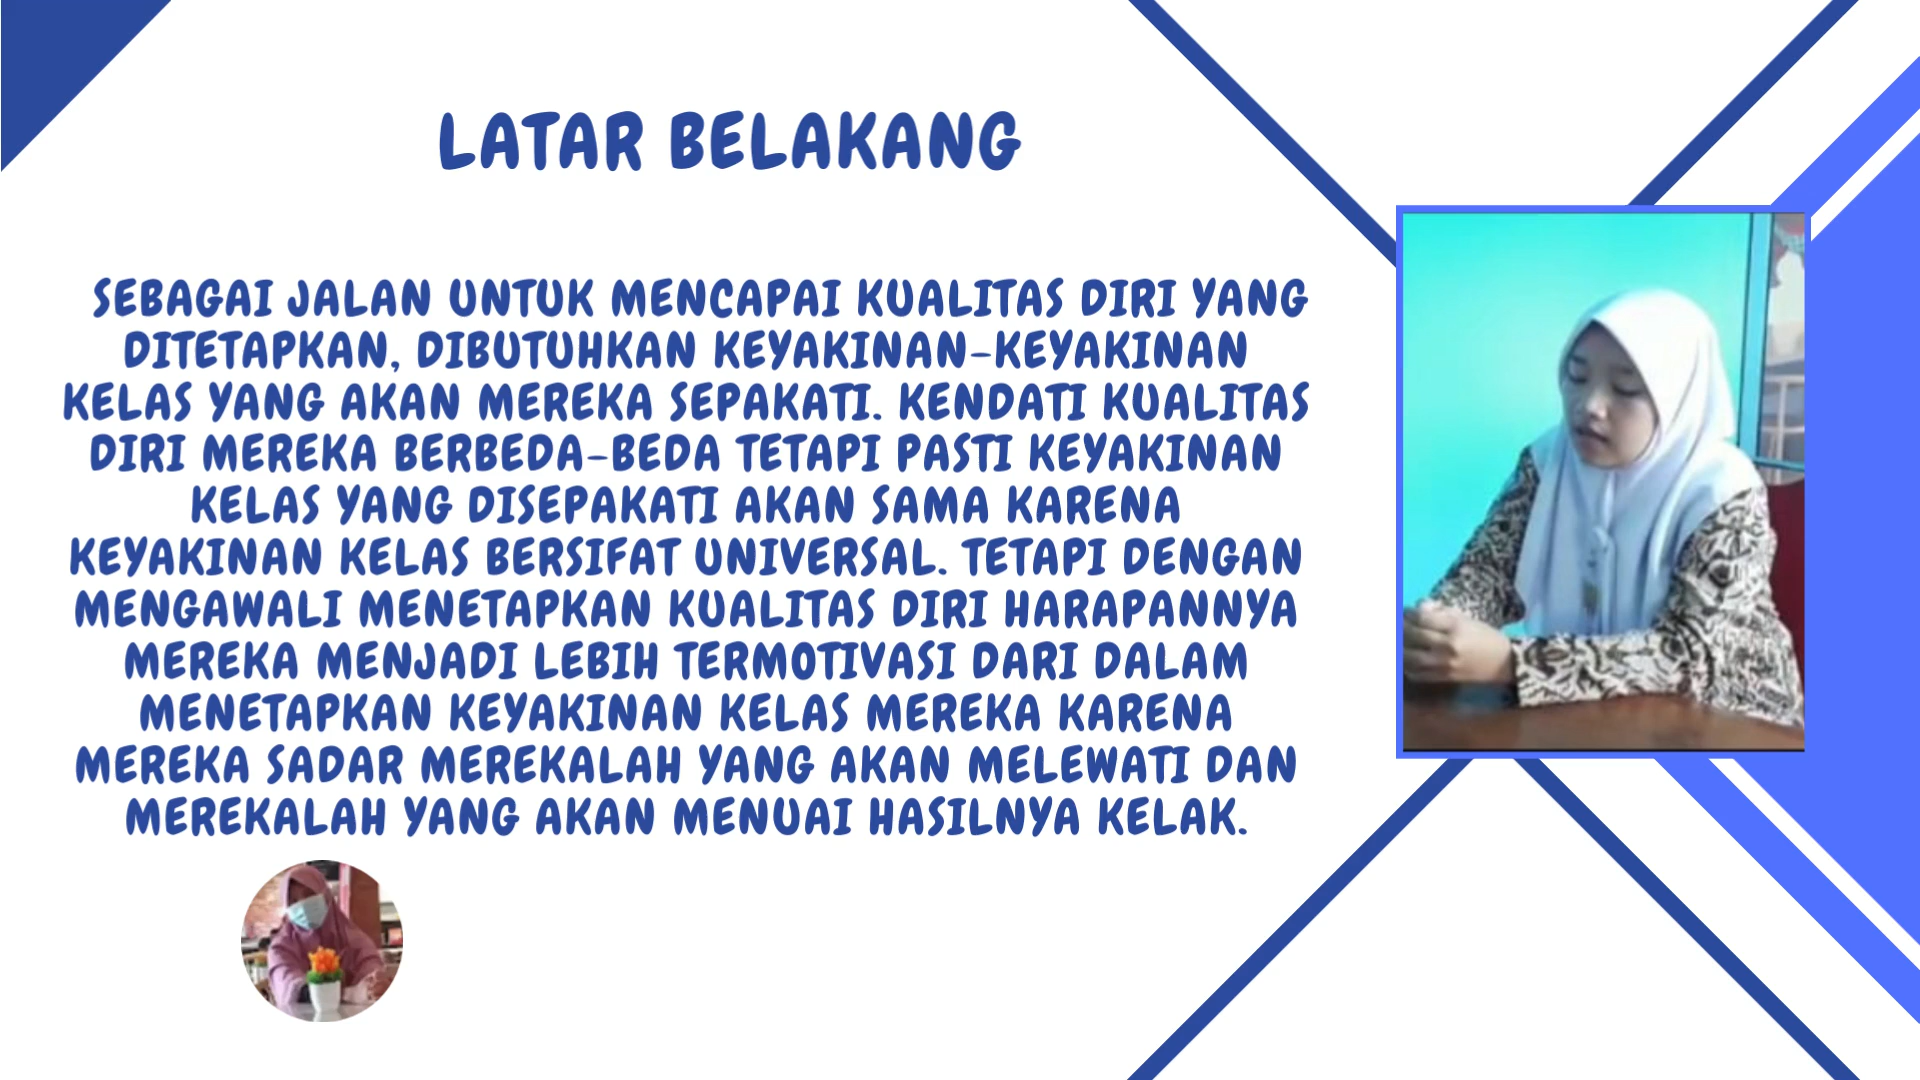 LATAR BELAKANG
SEBAGAI JALAN UNTUK MENCAPAI KUALITAS DIRI YANG
DITETAPKAN, DIBUTUHKAN KEYAKINAN-KEYAKINAN
KELAS YANG AKAN MEREKA SEPAKATI. KENDATI KUALITAS
DIRI MEREKA BERBEDA-BEDA TETAPI PASTI KEYAKINAN
KELAS YANG DISEPAKATI AKAN SAMA KARENA
KEYAKINAN KELAS BERSIFAT UNIVERSAL. TETAPI DENGAN
MENGAWALI MENETAPKAN KUALITAS DIRI HARAPANNYA
MEREKA MENJADI LEBIH TERMOTIVASI DARI DALAM
MENETAPKAN KEYAKINAN KELAS MEREKA KARENA
MEREKA SADAR MEREKALAH YANG AKAN MELEWATI DAN
MEREKALAH YANG AKAN MENUAI HASILNYA KELAK.